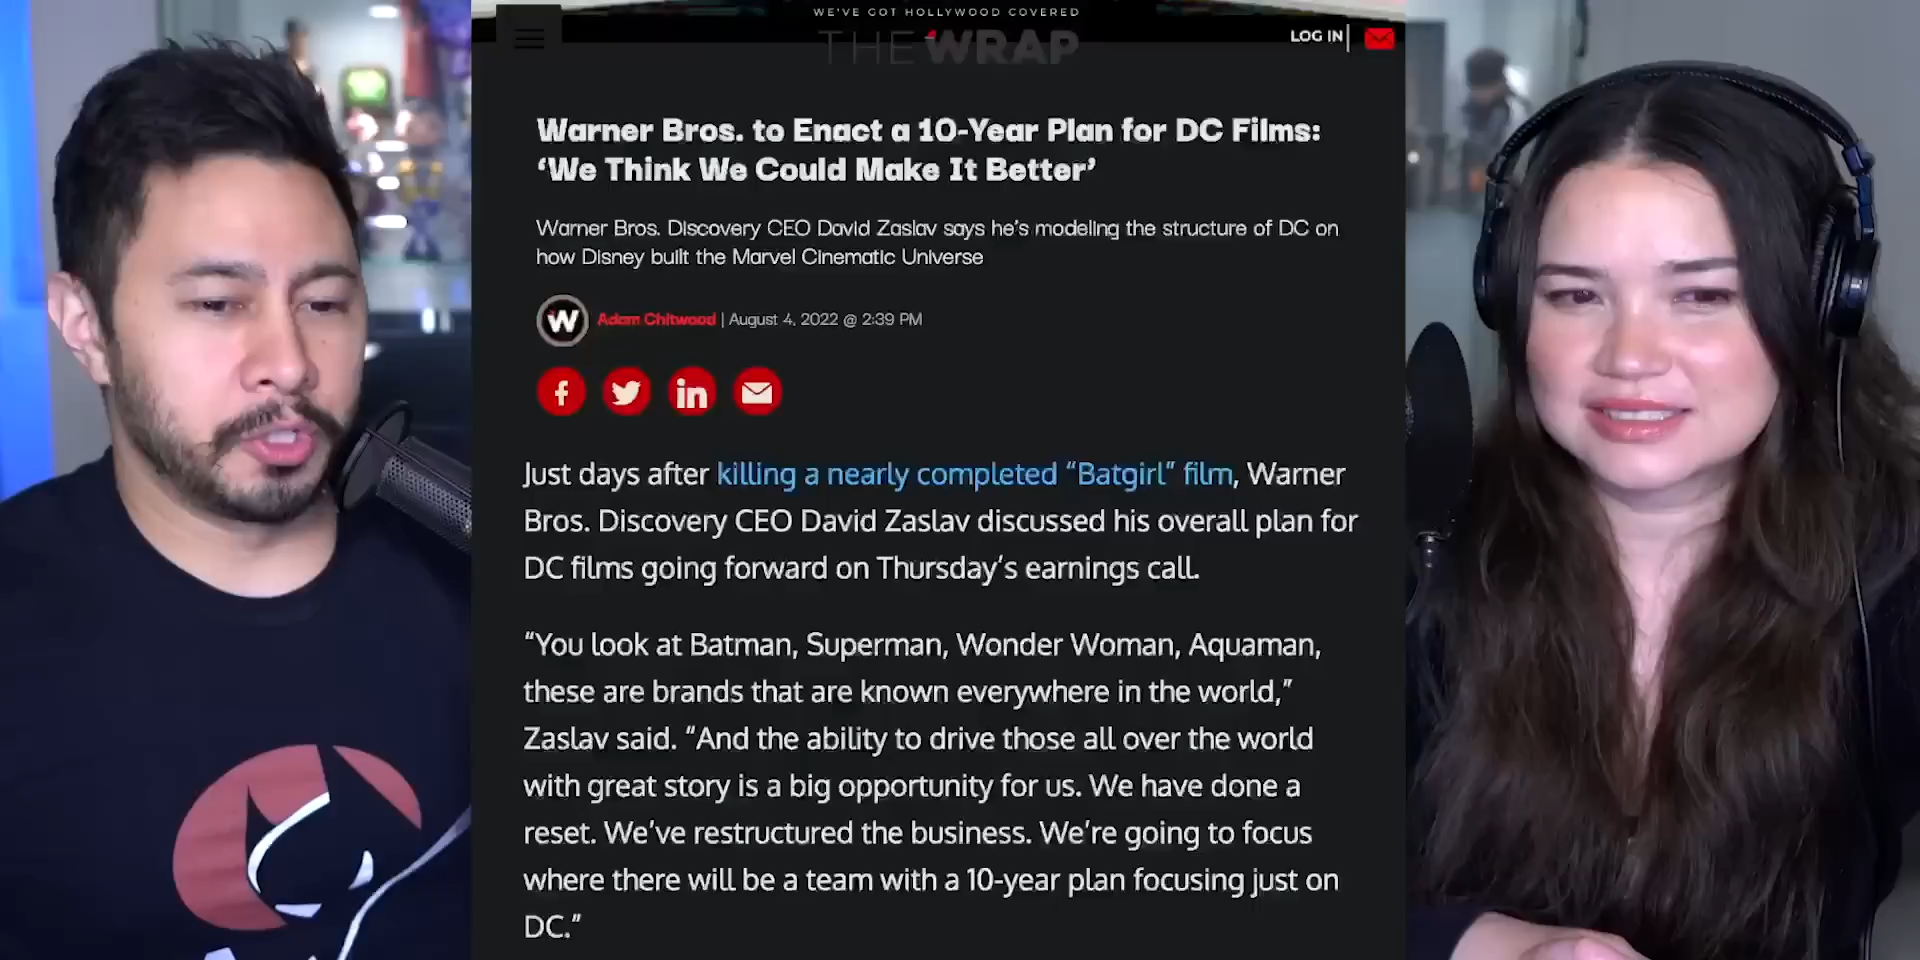 WE'VE GOT HOLLYWOOD COVERED
THE WRAP
LOG IN
Warner Bros. to Enact a 10-Year Plan for DC Films:
‘We Think We Could Make It Better’
Warner Bros. Discovery CEO David Zaslav says he's modeling the structure of DC on
how Disney built the Marvel Cinematic Universe
W
Adam Chitwood | August 4, 2022 @ 2:39 PM
Just days after killing a nearly completed “Batgirl” film, Warner
Bros. Discovery CEO David Zaslav discussed his overall plan for
DC films going forward on Thursday’s earnings call.
“You look at Batman, Superman, Wonder Woman, Aquaman,
these are brands that are known everywhere in the world,”
Zaslav said. “And the ability to drive those all over the world
with great story is a big opportunity for us. We have done a
reset. We’ve restructured the business. We’re going to focus
where there will be a team with a 10-year plan focusing just on
DC.”